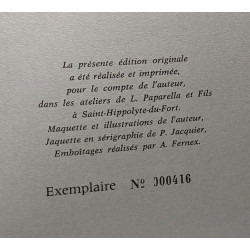 La présente édition originale
a été réalisée et imprimée,
pour le compte de l'auteur,
dans les ateliers de L. Paparella et Fils
à Saint-Hippolyte-du-Fort.
Maquette et illustrations de l'auteur,
Jaquette en sérigraphie de P. Jacquier,
Emboîtages réalisés par A. Fernex.
Exemplaire Nº 000416